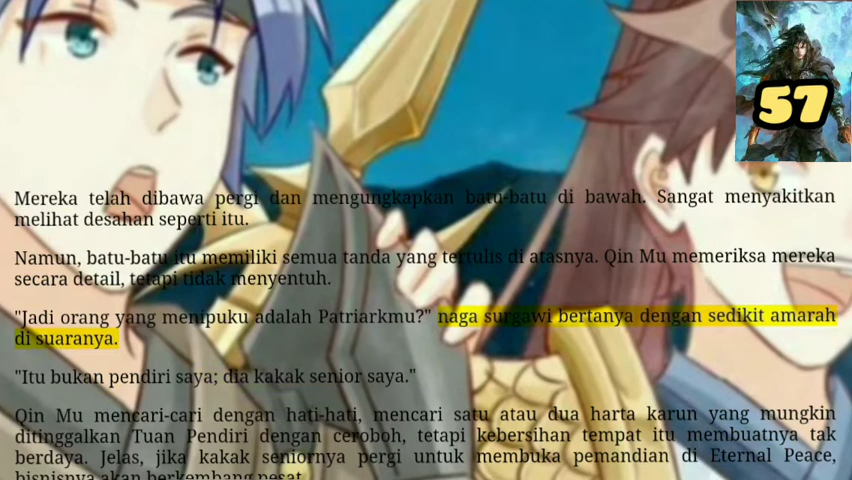 57
Mereka telah dibawa pergi dan mengungkapkan batu-batu di bawah. Sangat menyakitkan
melihat desahan seperti itu.
Namun, batu-batu itu memiliki semua tanda yang tertulis di atasnya. Qin Mu memeriksa mereka
secara detail, tetapi tidak menyentuh.
"Jadi orang yang menipuku adalah Patriarkmu?" naga surgawi bertanya dengan sedikit amarah
di suaranya.
"Itu bukan pendiri saya; dia kakak senior saya."
Qin Mu mencari-cari dengan hati-hati, mencari satu atau dua harta karun yang mungkin
ditinggalkan Tuan Pendiri dengan ceroboh, tetapi kebersihan tempat itu membuatnya tak
berdaya. Jelas, jika kakak seniornya pergi untuk membuka pemandian di Eternal Peace,
bisnisnya akan berkembang pesat.